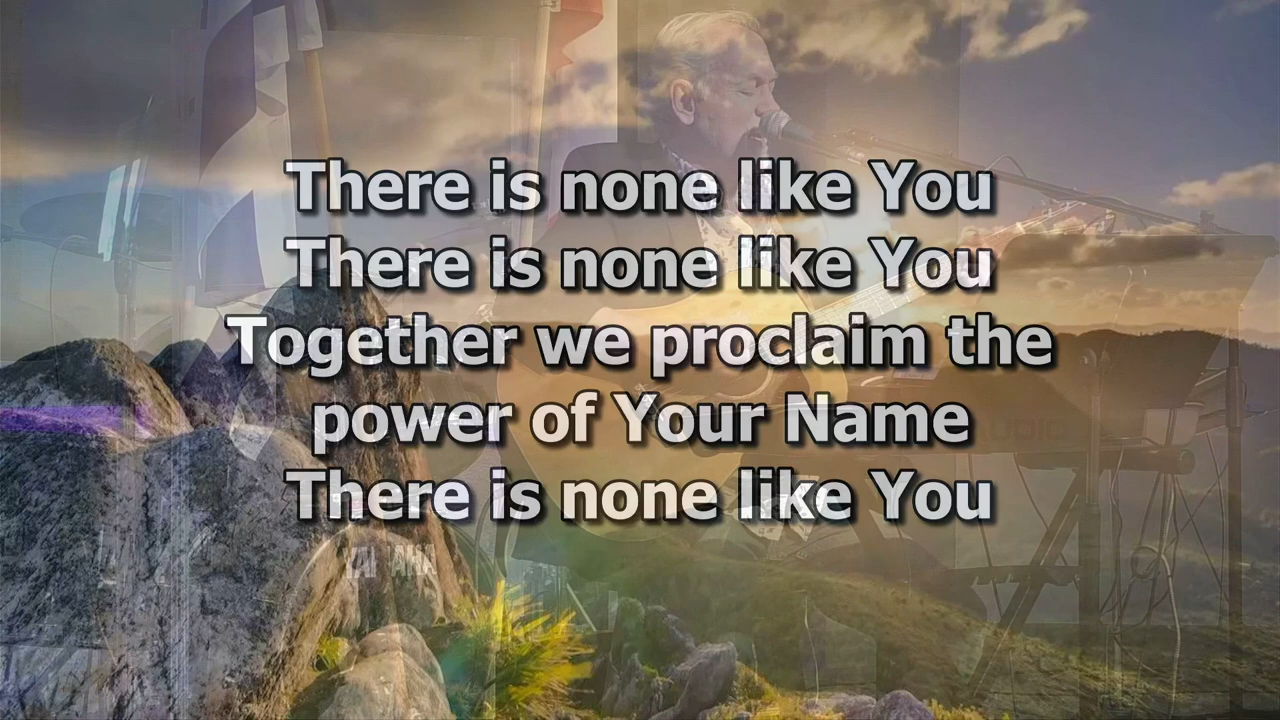 There is none like You
There is none like You
Together we proclaim the
power of Your Name
There is none like You